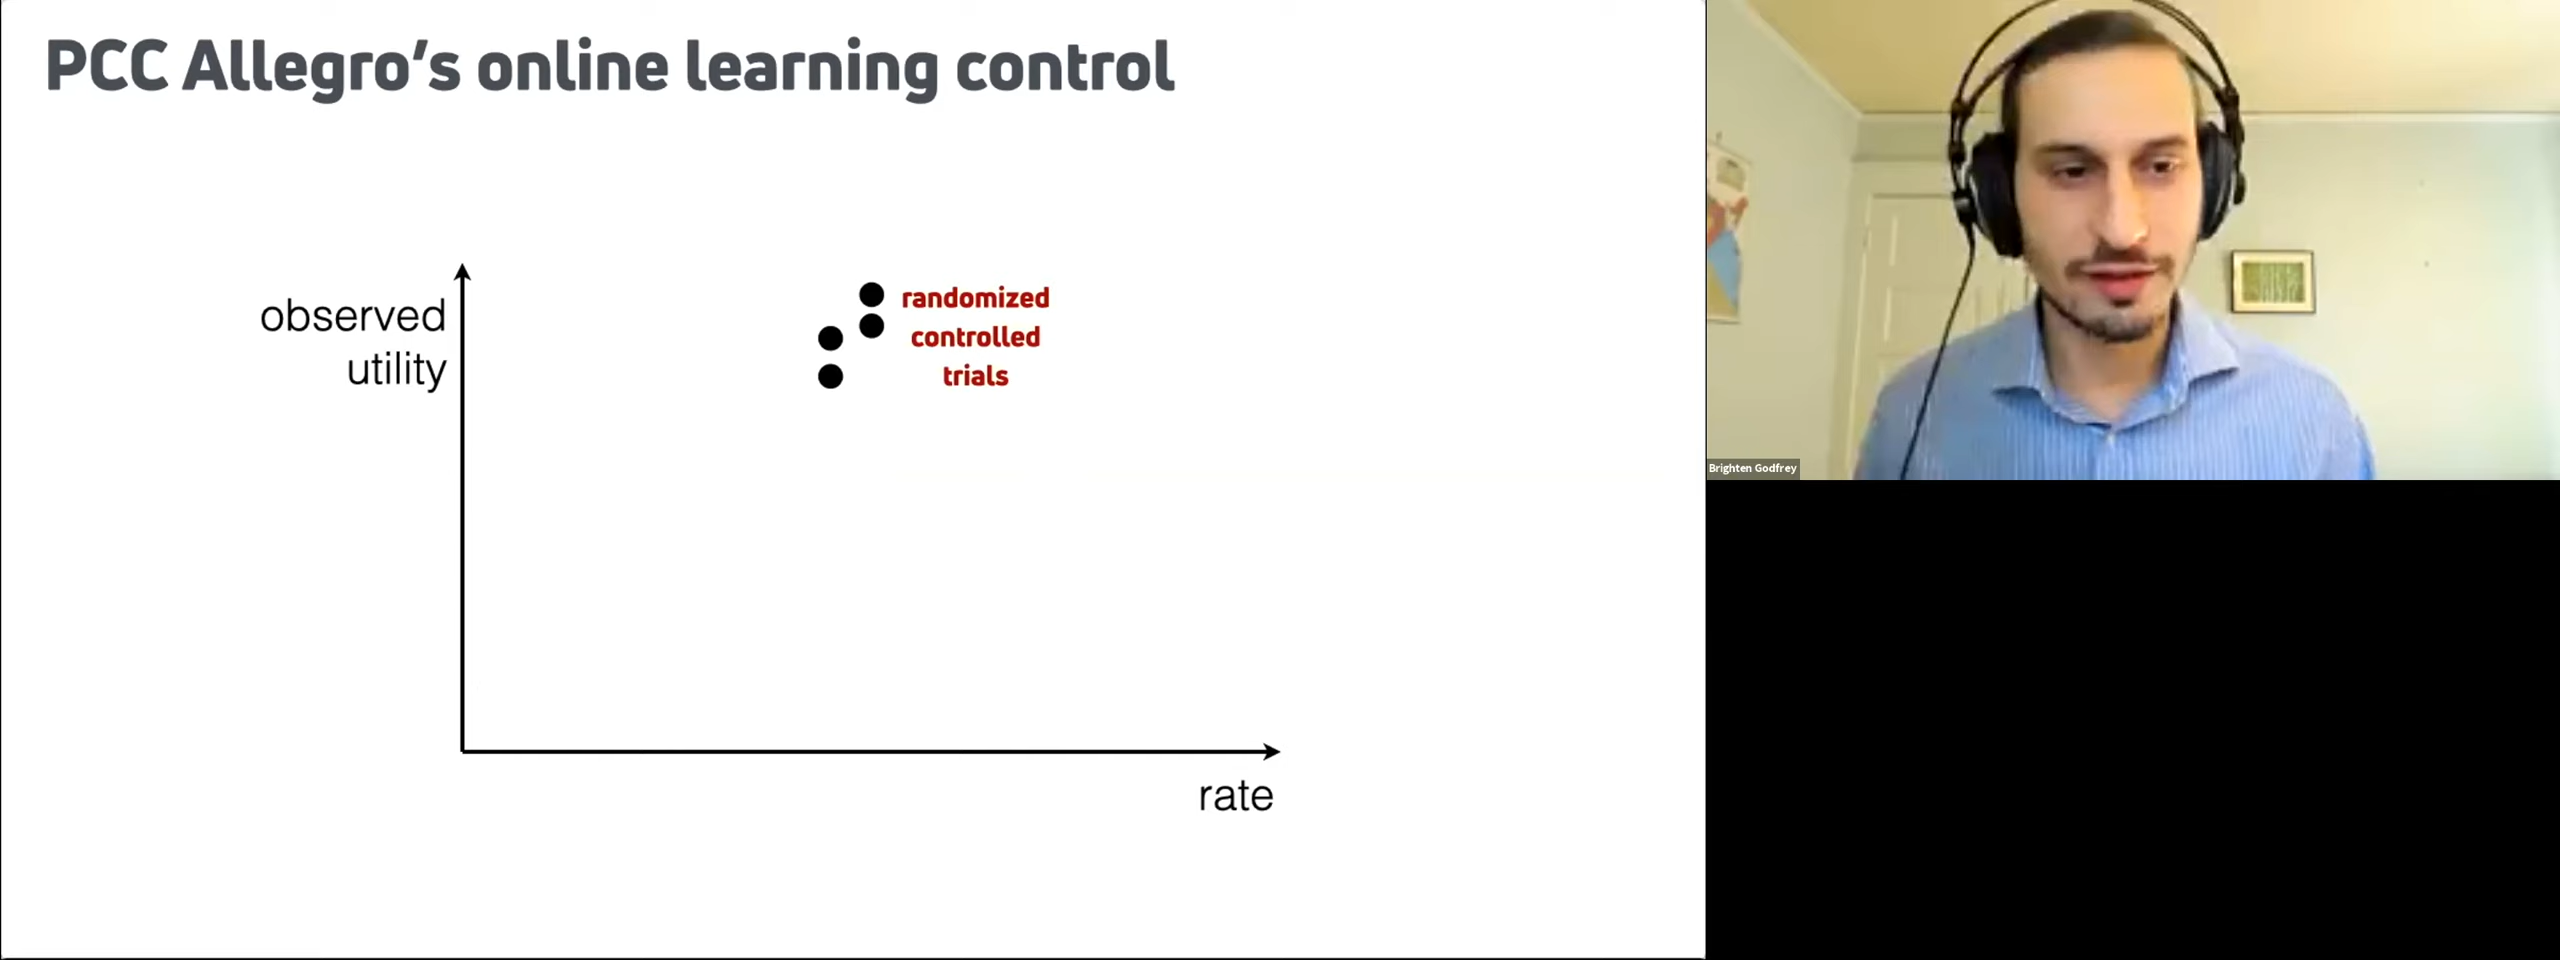 PCC Allegro's online learning control
observed
utility
randomized
controlled
trials
rate
Brighten Godfrey